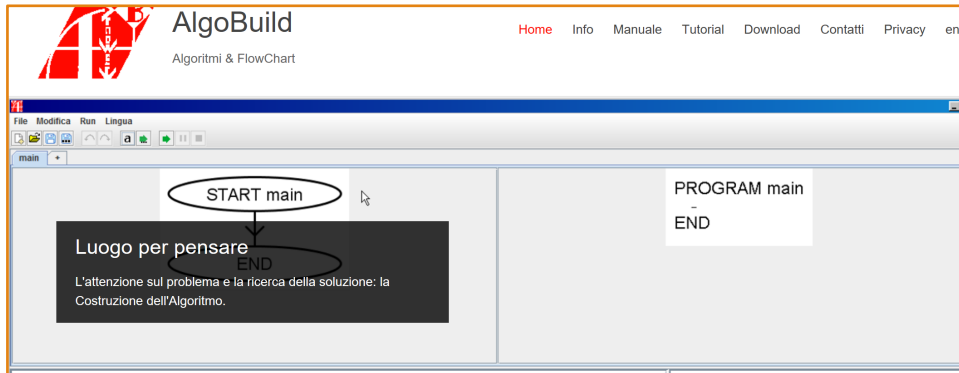 AlgoBuild
Algoritmi & FlowChart
Home Info Manuale Tutorial Download Contatti Privacy en
File Modifica Run Lingua
a
main +
START main
END
Luogo per pensare
L'attenzione sul problema e la ricerca della soluzione: la
Costruzione dell'Algoritmo.
PROGRAM main
END